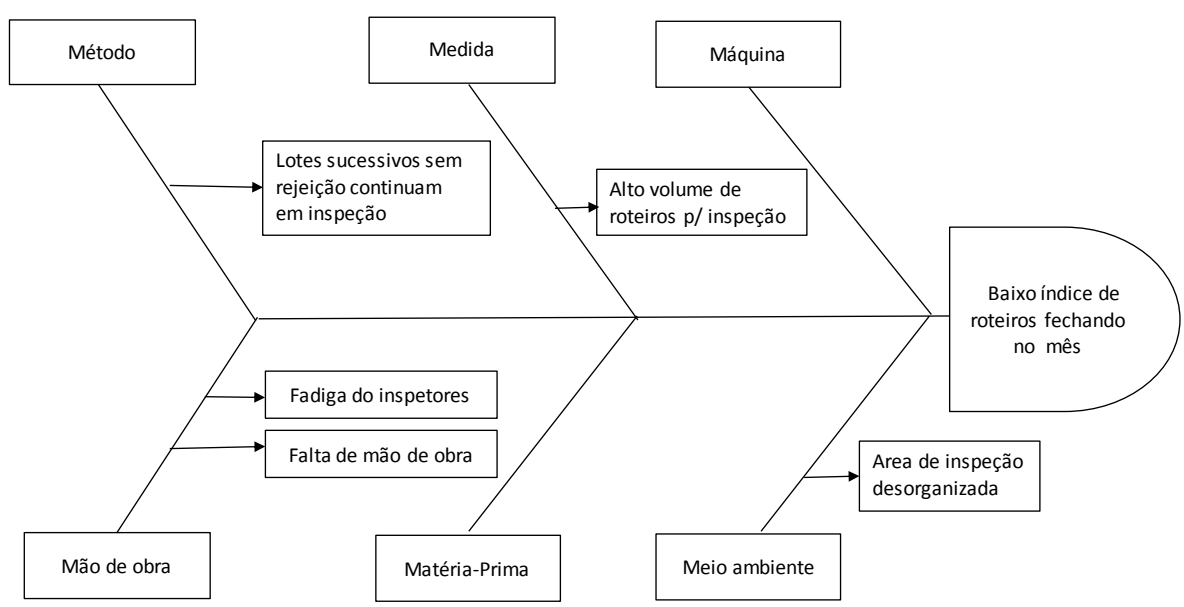 Método
Medida
Máquina
Lotes sucessivos sem
rejeição continuam
em inspeção
Alto volume de
roteiros p/ inspeção
Baixo índice de
roteiros fechando
no mês
Fadiga do inspetores
Falta de mão de obra
Area de inspeção
desorganizada
Mão de obra
Matéria-Prima
Meio ambiente